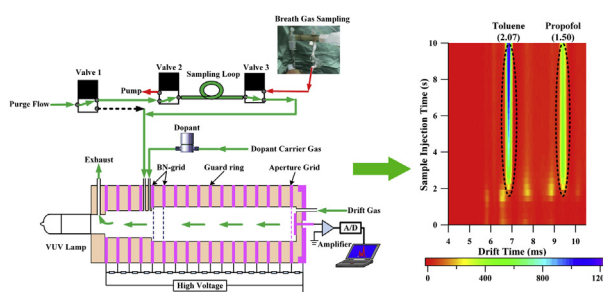 Breath Gas Sampling
Valve 1
Valve 2
Valve 3
Pump
Sampling Loop
Purge Flow
Dopant
Dopant Carrier Gas
Exhaust
BN-grid
Guard ring
Aperture Grid
Drift Gas
VUV Lamp
A/D
Amplifier
High Voltage
Toluene
(2.07)
Propofol
(1.50)
Sample Injection Time (s)
10
8
6
4
2
0
4 5 6 7 8 9 10
Drift Time (ms)
0 400 800 120